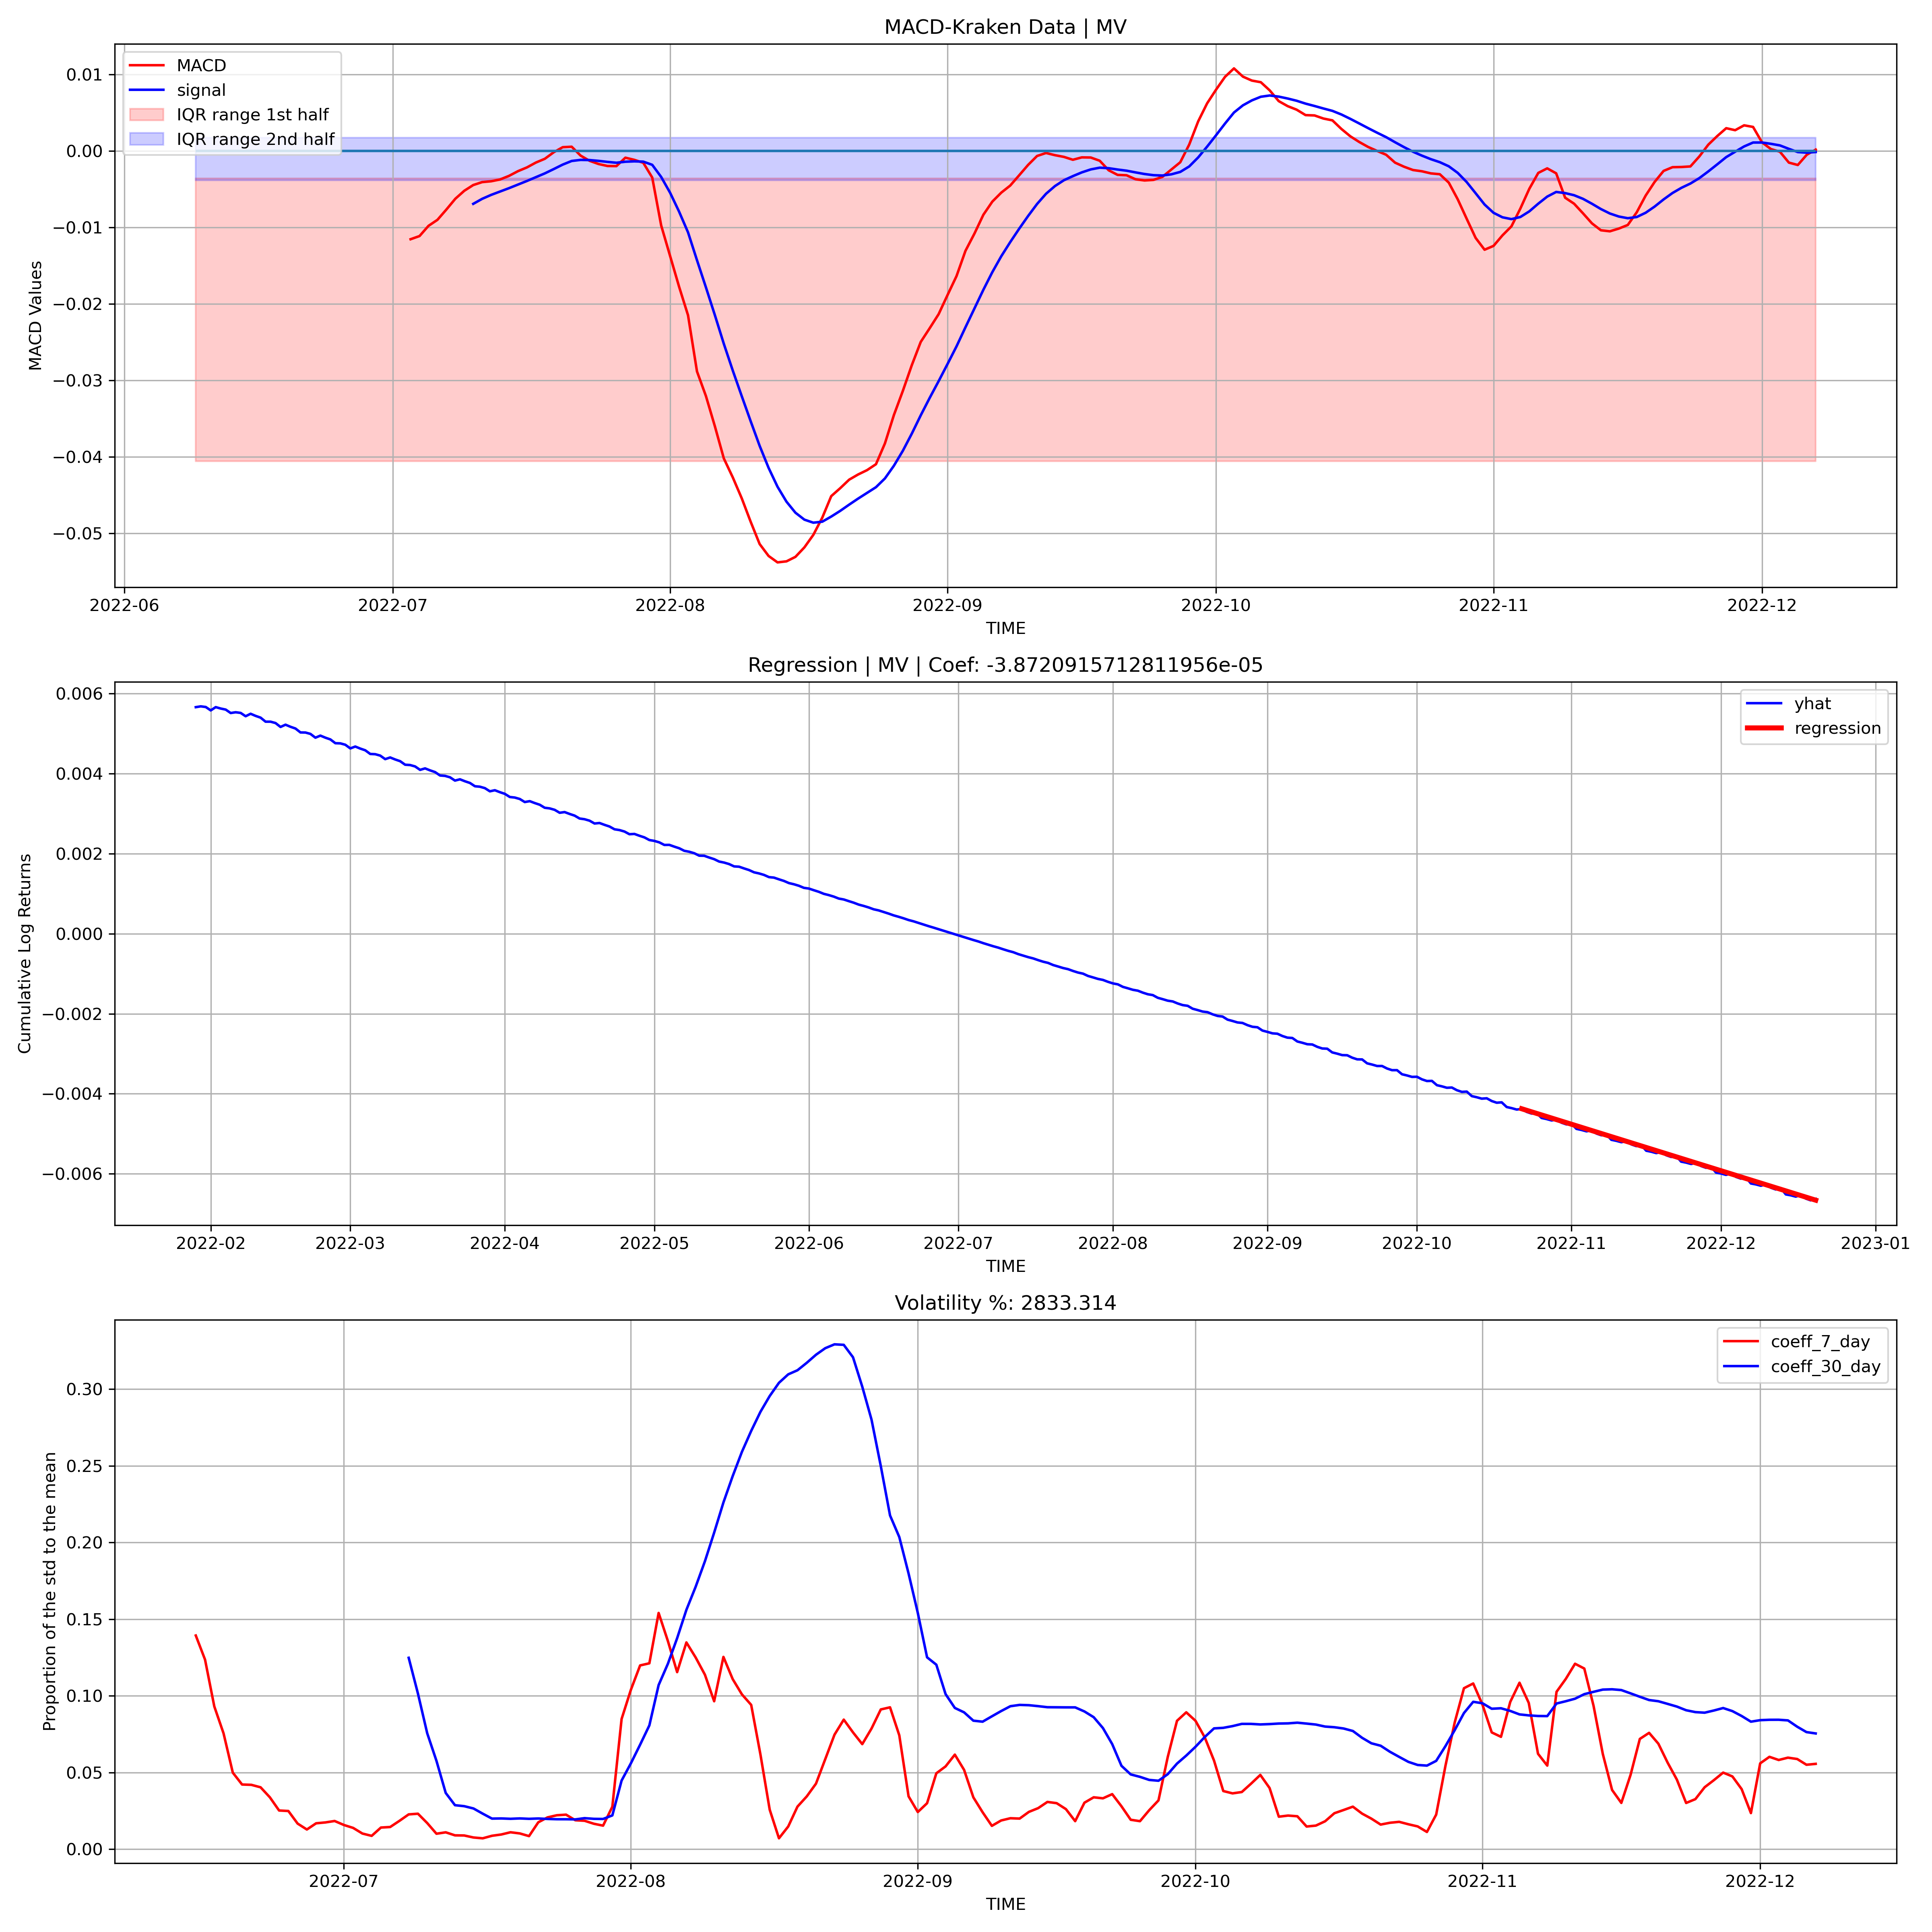 MACD-Kraken Data | MV
MACD
signal
IQR range 1st half
IQR range 2nd half
0.01
0.00
−0.01
−0.02
−0.03
−0.04
−0.05
MACD Values
2022-06 2022-07 2022-08 2022-09 2022-10 2022-11 2022-12
TIME
Regression | MV | Coef: -3.8720915712811956e-05
yhat
regression
0.006
0.004
0.002
0.000
−0.002
−0.004
−0.006
Cumulative Log Returns
2022-02 2022-03 2022-04 2022-05 2022-06 2022-07 2022-08 2022-09 2022-10 2022-11 2022-12 2023-01
TIME
Volatility %: 2833.314
coeff_7_day
coeff_30_day
0.30
0.25
0.20
0.15
0.10
0.05
0.00
Proportion of the std to the mean
2022-07 2022-08 2022-09 2022-10 2022-11 2022-12
TIME